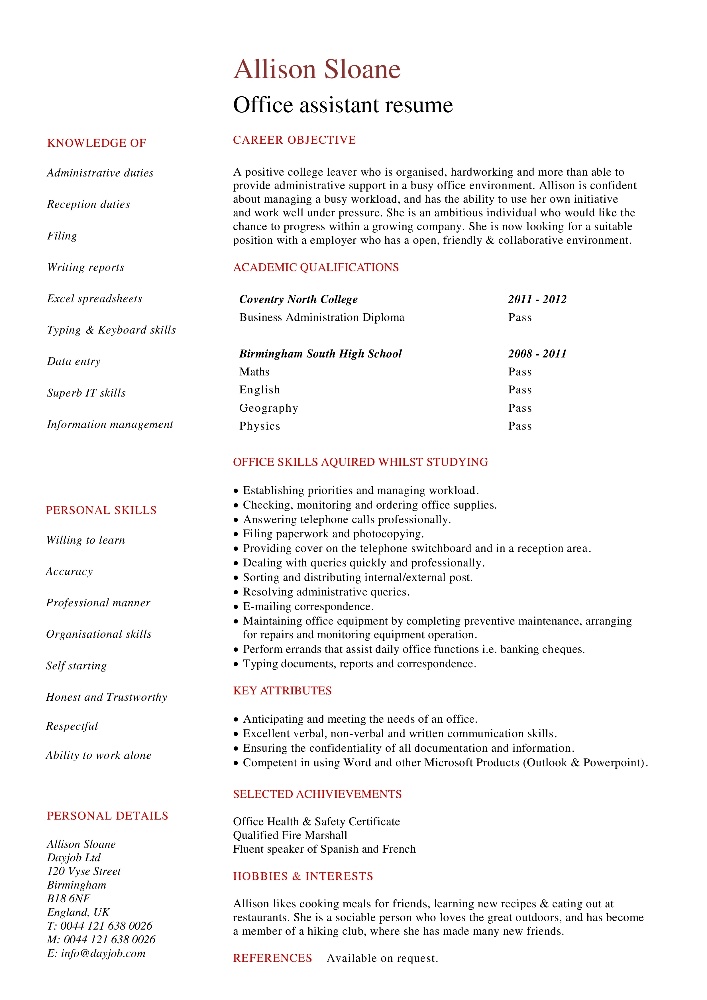 Allison Sloane
Office assistant resume
KNOWLEDGE OF
Administrative duties
Reception duties
Filing
Writing reports
Excel spreadsheets
Typing & Keyboard skills
Data entry
Superb IT skills
Information management
PERSONAL SKILLS
Willing to learn
Accuracy
Professional manner
Organisational skills
Self starting
Honest and Trustworthy
Respectful
Ability to work alone
PERSONAL DETAILS
Allison Sloane
Dayjob Ltd
120 Vyse Street
Birmingham
B18 6NF
England, UK
T: 0044 121 638 0026
M: 0044 121 638 0026
E: info@dayjob.com
CAREER OBJECTIVE
A positive college leaver who is organised, hardworking and more than able to
provide administrative support in a busy office environment. Allison is confident
about managing a busy workload, and has the ability to use her own initiative
and work well under pressure. She is an ambitious individual who would like the
chance to progress within a growing company. She is now looking for a suitable
position with a employer who has a open, friendly & collaborative environment.
ACADEMIC QUALIFICATIONS
Coventry North College 2011 - 2012
Business Administration Diploma Pass
Birmingham South High School 2008 - 2011
Maths Pass
English Pass
Geography Pass
Physics Pass
OFFICE SKILLS AQUIRED WHILST STUDYING
• Establishing priorities and managing workload.
• Checking, monitoring and ordering office supplies.
• Answering telephone calls professionally.
• Filing paperwork and photocopying.
• Providing cover on the telephone switchboard and in a reception area.
• Dealing with queries quickly and professionally.
• Sorting and distributing internal/external post.
• Resolving administrative queries.
• E-mailing correspondence.
• Maintaining office equipment by completing preventive maintenance, arranging
for repairs and monitoring equipment operation.
• Perform errands that assist daily office functions i.e. banking cheques.
• Typing documents, reports and correspondence.
KEY ATTRIBUTES
• Anticipating and meeting the needs of an office.
• Excellent verbal, non-verbal and written communication skills.
• Ensuring the confidentiality of all documentation and information.
• Competent in using Word and other Microsoft Products (Outlook & Powerpoint).
SELECTED ACHIVIEVEMENTS
Office Health & Safety Certificate
Qualified Fire Marshall
Fluent speaker of Spanish and French
HOBBIES & INTERESTS
Allison likes cooking meals for friends, learning new recipes & eating out at
restaurants. She is a sociable person who loves the great outdoors, and has become
a member of a hiking club, where she has made many new friends.
REFERENCES Available on request.